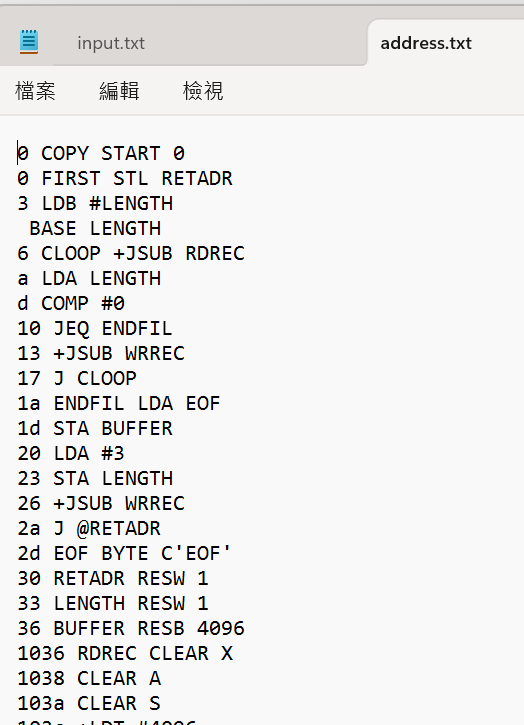 input.txt
address.txt
檔案
編輯
檢視
0 COPY START 0
0 FIRST STL RETADR
3 LDB #LENGTH
BASE LENGTH
6 CLOOP +JSUB RDREC
a LDA LENGTH
d COMP #0
10 JEQ ENDFIL
13 +JSUB WRREC
17 J CLOOP
1a ENDFIL LDA EOF
1d STA BUFFER
20 LDA #3
23 STA LENGTH
26 +JSUB WRREC
2a J @RETADR
2d EOF BYTE C'EOF'
30 RETADR RESW 1
33 LENGTH RESW 1
36 BUFFER RESB 4096
1036 RDREC CLEAR X
1038 CLEAR A
103a CLEAR S